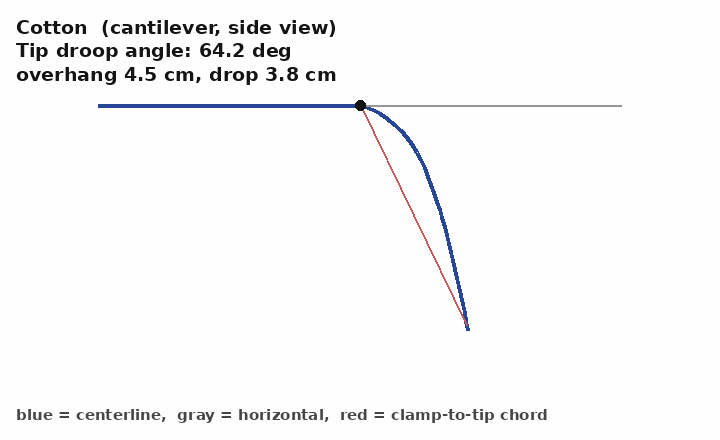 Cotton  (cantilever, side view)
Tip droop angle: 64.2 deg
overhang 4.5 cm, drop 3.8 cm
blue = centerline,  gray = horizontal,  red = clamp-to-tip chord